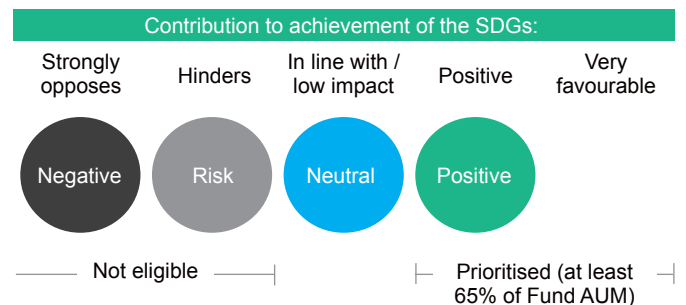 Contribution to achievement of the SDGs:
Strongly
opposes
Hinders
In line with /
low impact
Positive
Very
favourable
Negative
Risk
Neutral
Positive
Not eligible
Prioritised (at least
65% of Fund AUM)